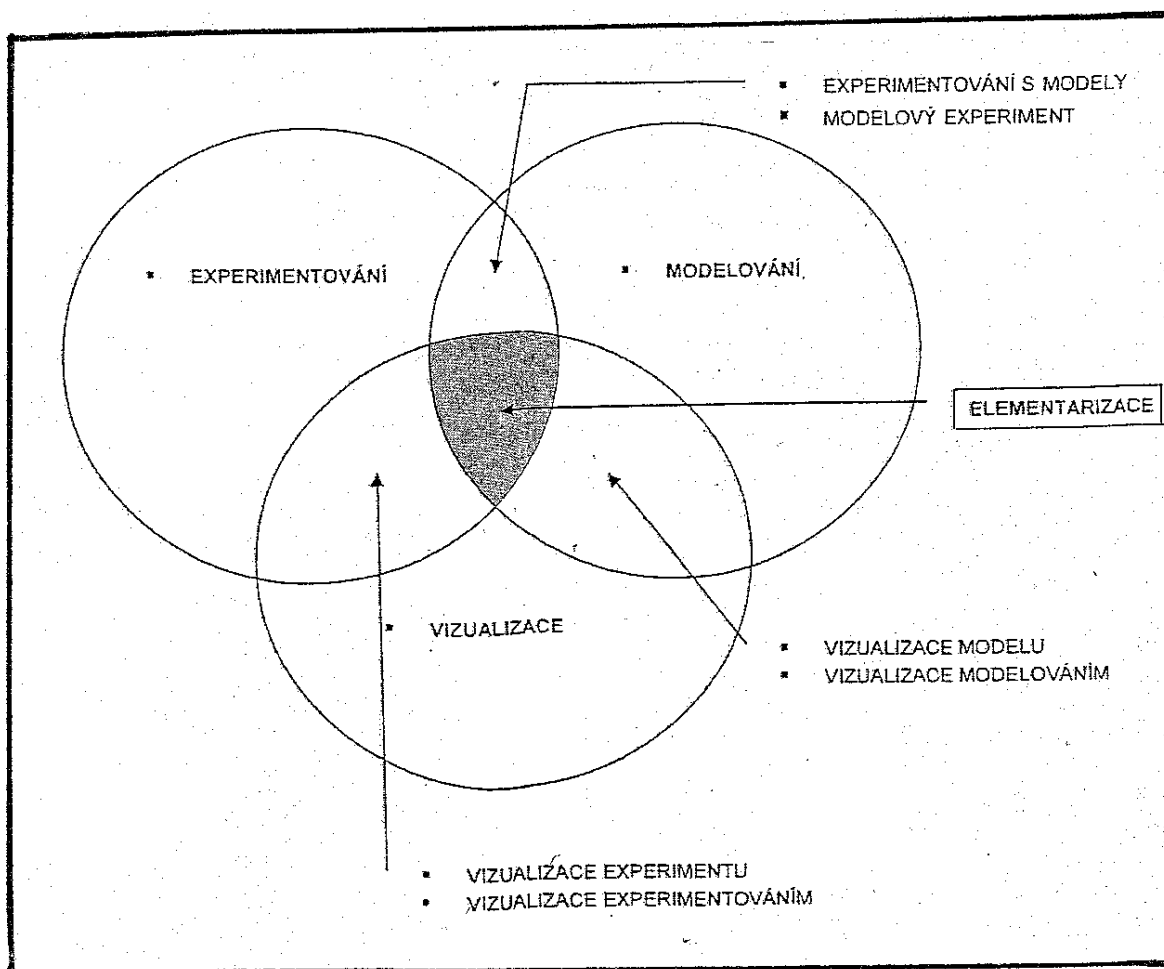 ▪ EXPERIMENTOVÁNÍ S MODELY
▪ MODELOVÝ EXPERIMENT
▪ EXPERIMENTOVÁNÍ
▪ MODELOVÁNÍ
ELEMENTARIZACE
▪ VIZUALIZACE
▪ VIZUALIZACE MODELU
▪ VIZUALIZACE MODELOVÁNÍM
▪ VIZUALIZACE EXPERIMENTU
▪ VIZUALIZACE EXPERIMENTOVÁNÍM